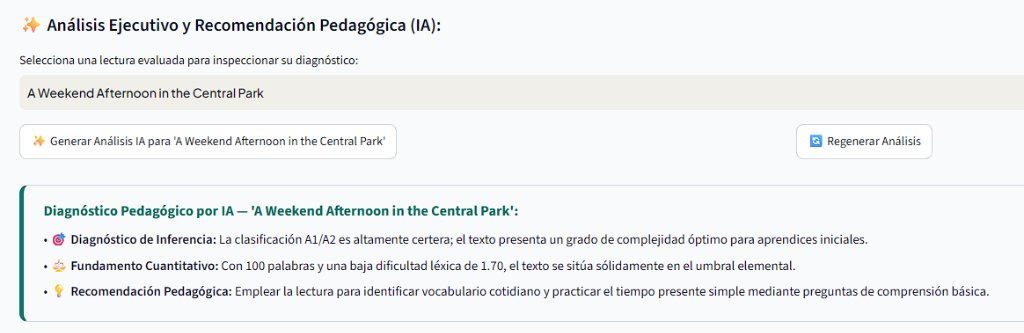 ✨ Análisis Ejecutivo y Recomendación Pedagógica (IA):
Selecciona una lectura evaluada para inspeccionar su diagnóstico:
A Weekend Afternoon in the Central Park
✨ Generar Análisis IA para 'A Weekend Afternoon in the Central Park'
🔄 Regenerar Análisis
Diagnóstico Pedagógico por IA — 'A Weekend Afternoon in the Central Park':
• 🎯 Diagnóstico de Inferencia: La clasificación A1/A2 es altamente certera; el texto presenta un grado de complejidad óptimo para aprendices iniciales.
• ⚖️ Fundamento Cuantitativo: Con 100 palabras y una baja dificultad léxica de 1.70, el texto se sitúa sólidamente en el umbral elemental.
• 💡 Recomendación Pedagógica: Emplear la lectura para identificar vocabulario cotidiano y practicar el tiempo presente simple mediante preguntas de comprensión básica.